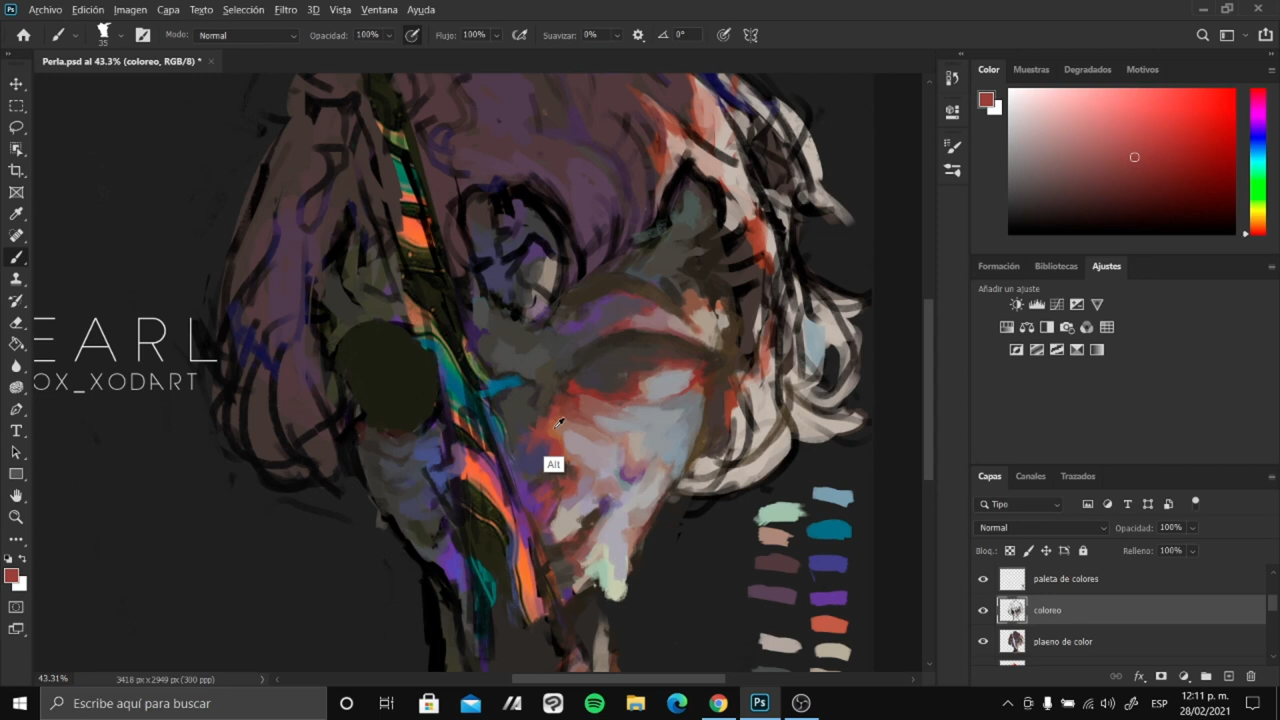 Ps Archivo Edición Imagen Capa Texto Selección Filtro 3D Vista Ventana Ayuda
35 Modo: Normal Opacidad: 100% Flujo: 100% Suavizar: 0% 0°
Perla.psd al 43.3% (coloreo, RGB/8) * ×
Color Muestras Degradados Motivos
Formación Bibliotecas Ajustes
Añadir un ajuste
EARL
OX_XODART
Alt
Capas Canales Trazados
Tipo
Normal Opacidad: 100%
Bloq.: Relleno: 100%
paleta de colores
coloreo
plaeno de color
43.31% 3418 px x 2949 px (300 ppp)
Escribe aquí para buscar
Ps
ESP
12:11 p. m.
28/02/2021